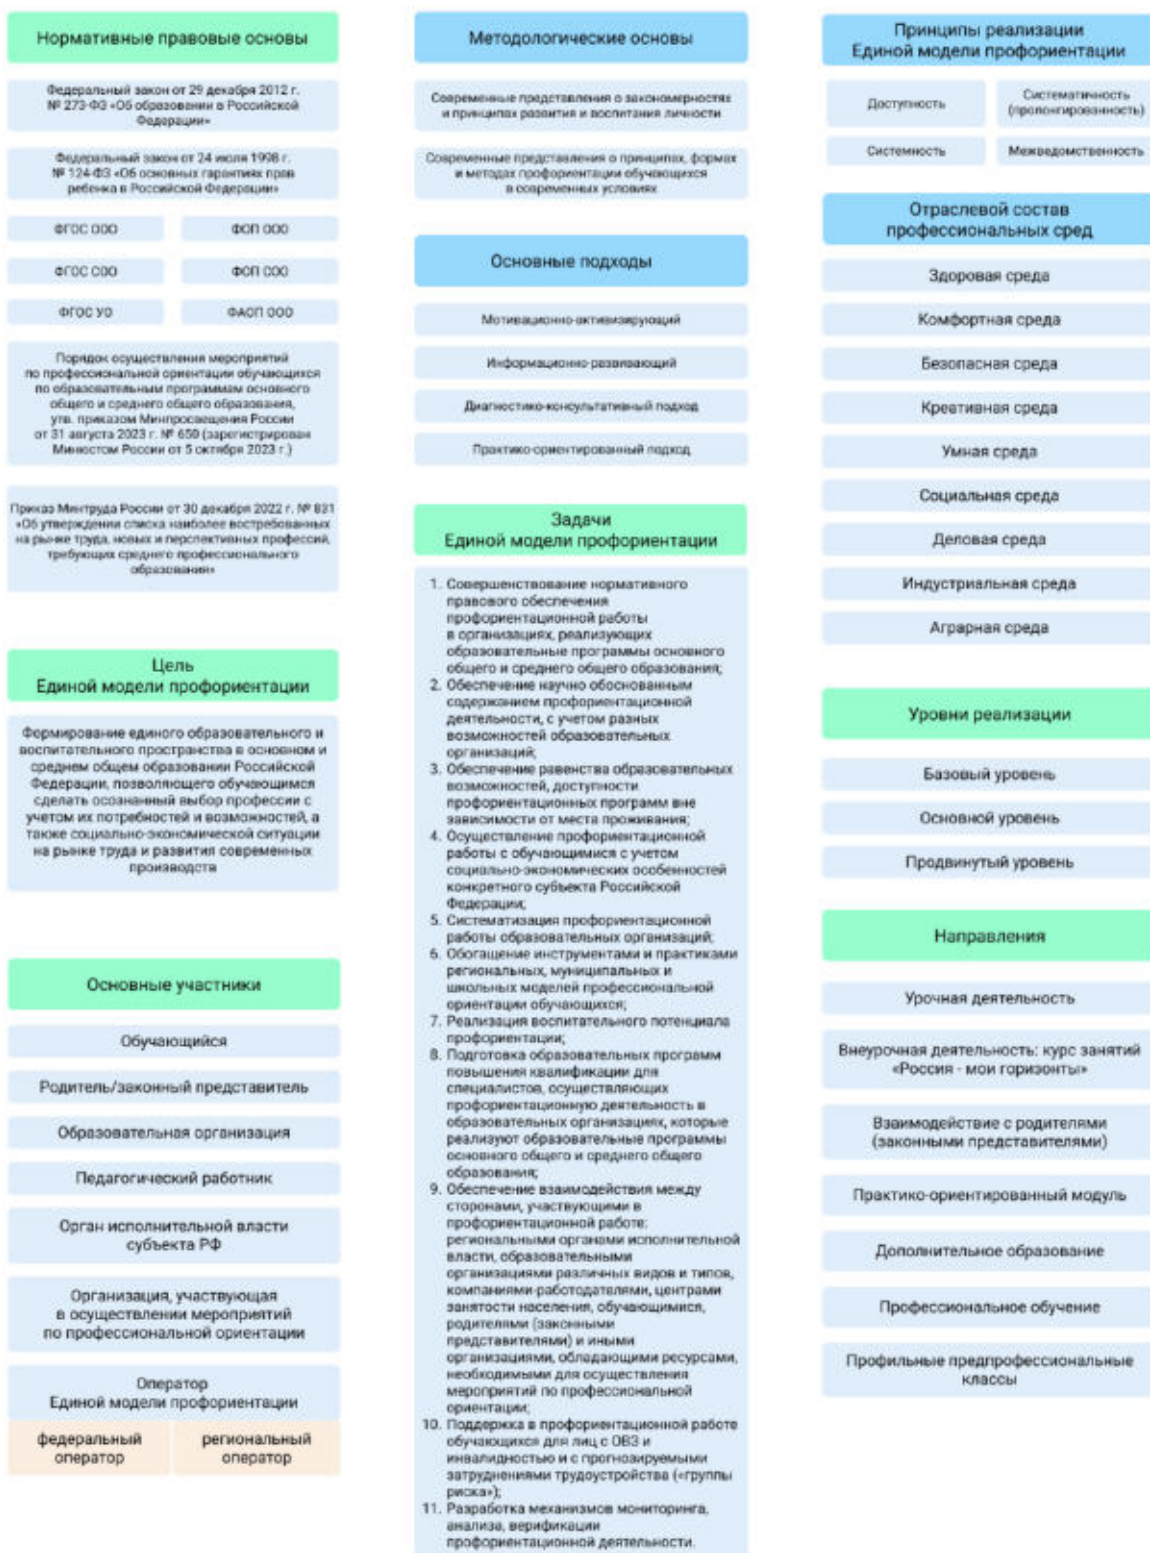 Нормативные правовые основы
Федеральный закон от 29 декабря 2012 г.
№ 273-ФЗ «Об образовании в Российской
Федерации»
Федеральный закон от 24 июля 1998 г.
№ 124-ФЗ «Об основных гарантиях прав
ребенка в Российской Федерации»
ФГОС ООО
ФОП ООО
ФГОС СОО
ФОП СОО
ФГОС УО
ФАОП ООО
Порядок осуществления мероприятий
по профессиональной ориентации обучающихся
по образовательным программам основного
общего и среднего общего образования,
утв. приказом Минпросвещения России
от 31 августа 2023 г. № 650 (зарегистрирован
Минюстом России от 5 октября 2023 г.)
Приказ Минтруда России от 30 декабря 2022 г. № 831
«Об утверждении списка наиболее востребованных
на рынке труда, новых и перспективных профессий,
требующих среднего профессионального
образования»
Цель
Единой модели профориентации
Формирование единого образовательного и
воспитательного пространства в основном и
среднем общем образовании Российской
Федерации, позволяющего обучающимся
сделать осознанный выбор профессии с
учетом их потребностей и возможностей, а
также социально-экономической ситуации
на рынке труда и развития современных
производств
Основные участники
Обучающийся
Родитель/законный представитель
Образовательная организация
Педагогический работник
Орган исполнительной власти
субъекта РФ
Организация, участвующая
в осуществлении мероприятий
по профессиональной ориентации
Оператор
Единой модели профориентации
федеральный
оператор
региональный
оператор
Методологические основы
Современные представления о закономерностях
и принципах развития и воспитания личности
Современные представления о принципах, формах
и методах профориентации обучающихся
в современных условиях
Основные подходы
Мотивационно-активизирующий
Информационно-развивающий
Диагностико-консультативный подход
Практико-ориентированный подход
Задачи
Единой модели профориентации
1. Совершенствование нормативного
правового обеспечения
профориентационной работы
в организациях, реализующих
образовательные программы основного
общего и среднего общего образования;
2. Обеспечение научно обоснованным
содержанием профориентационной
деятельности, с учетом разных
возможностей образовательных
организаций;
3. Обеспечение равенства образовательных
возможностей, доступности
профориентационных программ вне
зависимости от места проживания;
4. Осуществление профориентационной
работы с обучающимися с учетом
социально-экономических особенностей
конкретного субъекта Российской
Федерации;
5. Систематизация профориентационной
работы образовательных организаций;
6. Обогащение инструментами и практиками
региональных, муниципальных и
школьных моделей профессиональной
ориентации обучающихся;
7. Реализация воспитательного потенциала
профориентации;
8. Подготовка образовательных программ
повышения квалификации для
специалистов, осуществляющих
профориентационную деятельность в
образовательных организациях, которые
реализуют образовательные программы
основного общего и среднего общего
образования;
9. Обеспечение взаимодействия между
сторонами, участвующими в
профориентационной работе:
региональными органами исполнительной
власти, образовательными
организациями различных видов и типов,
компаниями-работодателями, центрами
занятости населения, обучающимися,
родителями (законными
представителями) и иными
организациями, обладающими ресурсами,
необходимыми для осуществления
мероприятий по профессиональной
ориентации;
10. Поддержка в профориентационной работе
обучающихся для лиц с ОВЗ и
инвалидностью и с прогнозируемыми
затруднениями трудоустройства («группы
риска»);
11. Разработка механизмов мониторинга,
анализа, верификации
профориентационной деятельности.
Принципы реализации
Единой модели профориентации
Доступность
Систематичность
(пролонгированность)
Системность
Межведомственность
Отраслевой состав
профессиональных сред
Здоровая среда
Комфортная среда
Безопасная среда
Креативная среда
Умная среда
Социальная среда
Деловая среда
Индустриальная среда
Аграрная среда
Уровни реализации
Базовый уровень
Основной уровень
Продвинутый уровень
Направления
Урочная деятельность
Внеурочная деятельность: курс занятий
«Россия - мои горизонты»
Взаимодействие с родителями
(законными представителями)
Практико-ориентированный модуль
Дополнительное образование
Профессиональное обучение
Профильные предпрофессиональные
классы